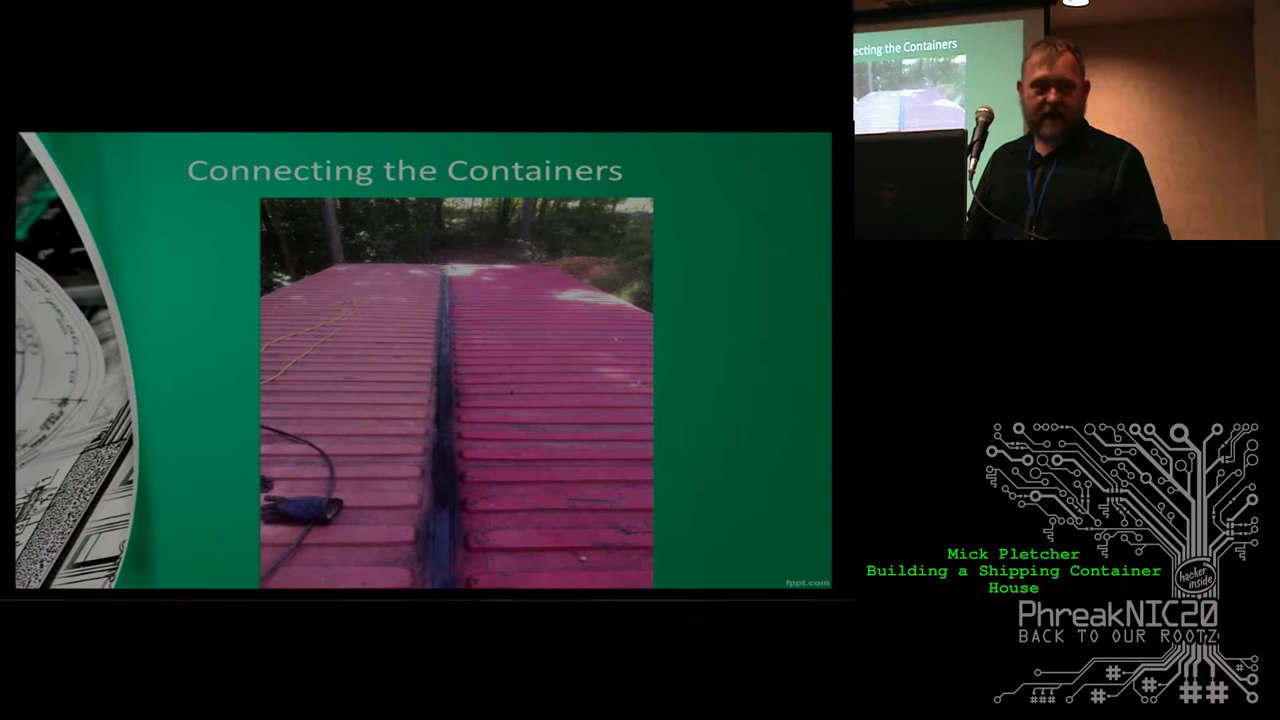 Connecting the Containers
fppt.com
ecting the Containers
Mick Pletcher
Building a Shipping Container
House
hacker
inside
PhreakNIC20
BACK TO OUR ROOTZ